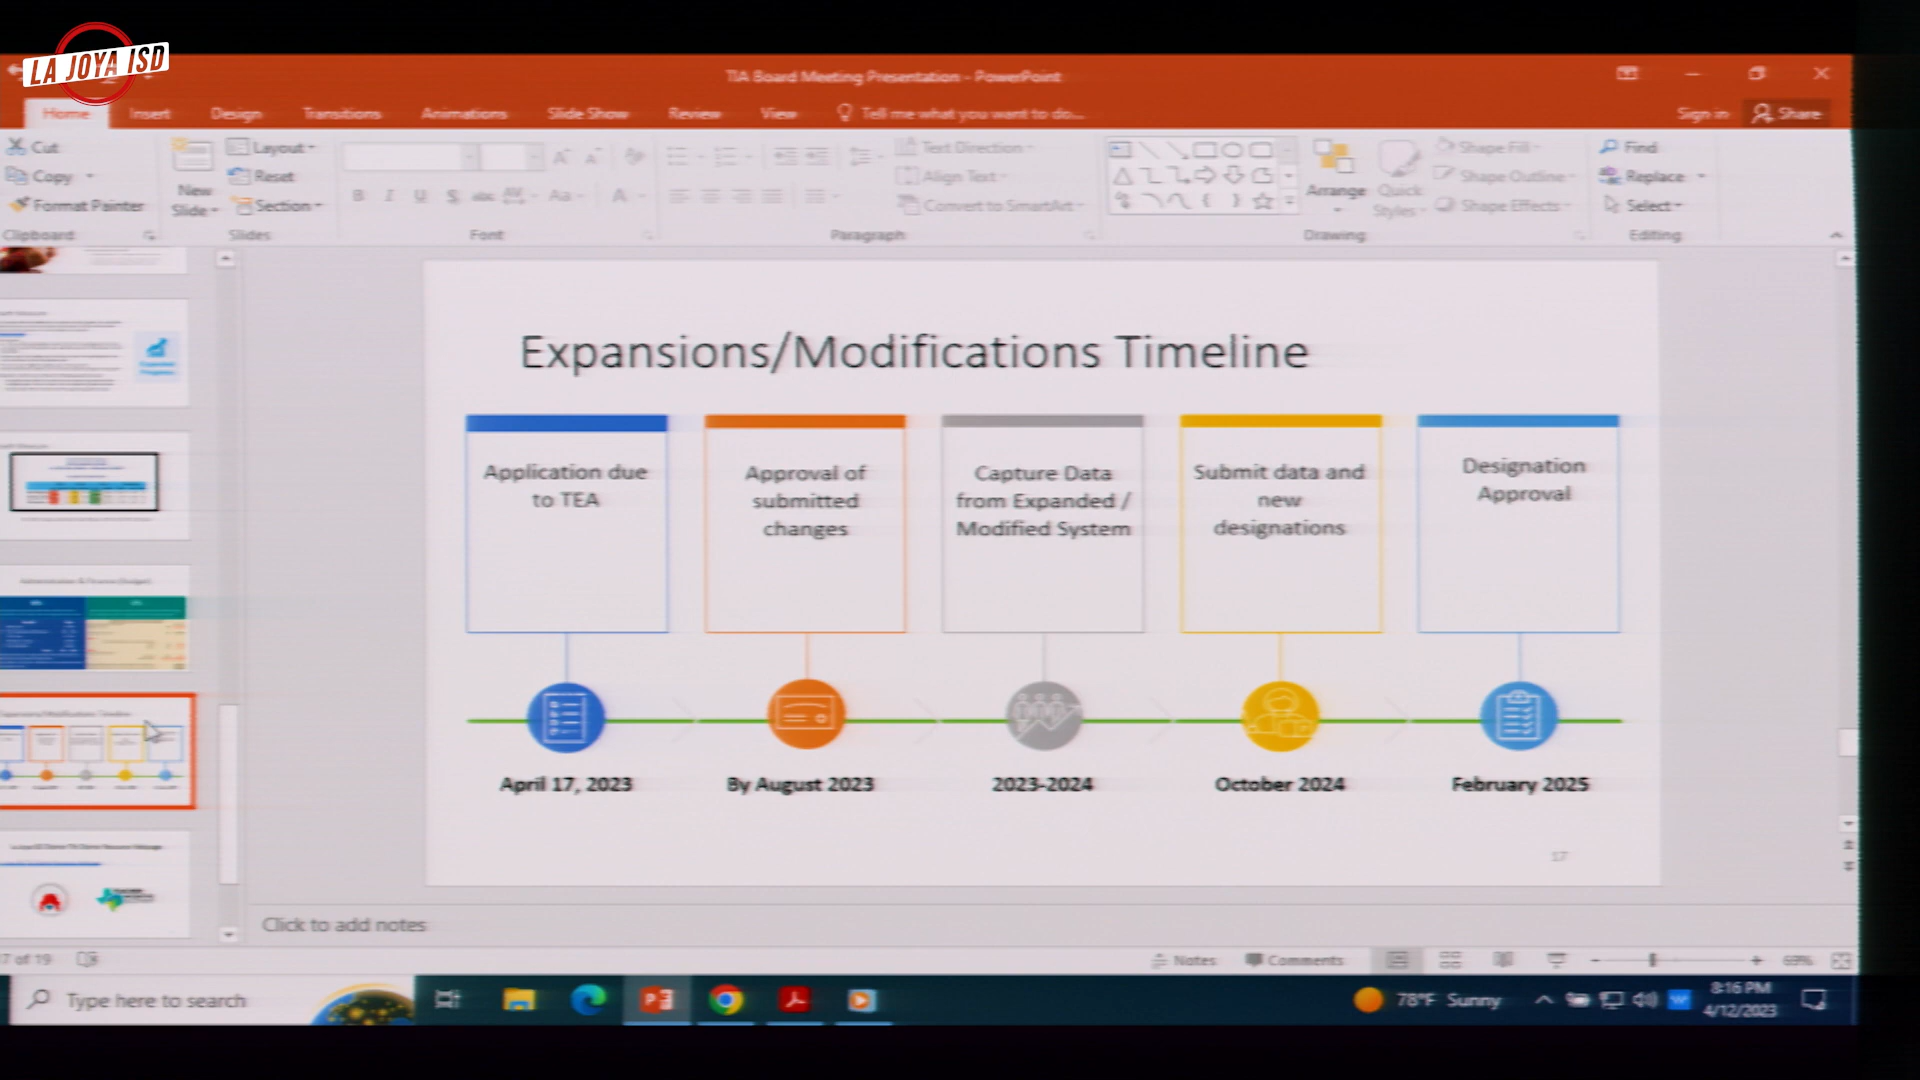 LA JOYA ISD
TIA Board Meeting Presentation - PowerPoint
Home Insert Design Transitions Animations Slide Show Review View Tell me what you want to do... Sign in Share
Cut
Copy
Format Painter
Clipboard
New
Slide
Layout
Reset
Section
Slides
Font
Text Direction
Align Text
Convert to SmartArt
Paragraph
Arrange
Quick
Styles
Shape Fill
Shape Outline
Shape Effects
Drawing
Find
Replace
Select
Editing
Expansions/Modifications Timeline
Application due
to TEA
Approval of
submitted
changes
Capture Data
from Expanded /
Modified System
Submit data and
new
designations
Designation
Approval
April 17, 2023
By August 2023
2023-2024
October 2024
February 2025
17
Click to add notes
7 of 19
Notes Comments 69%
Type here to search
78°F Sunny
8:16 PM
4/12/2023